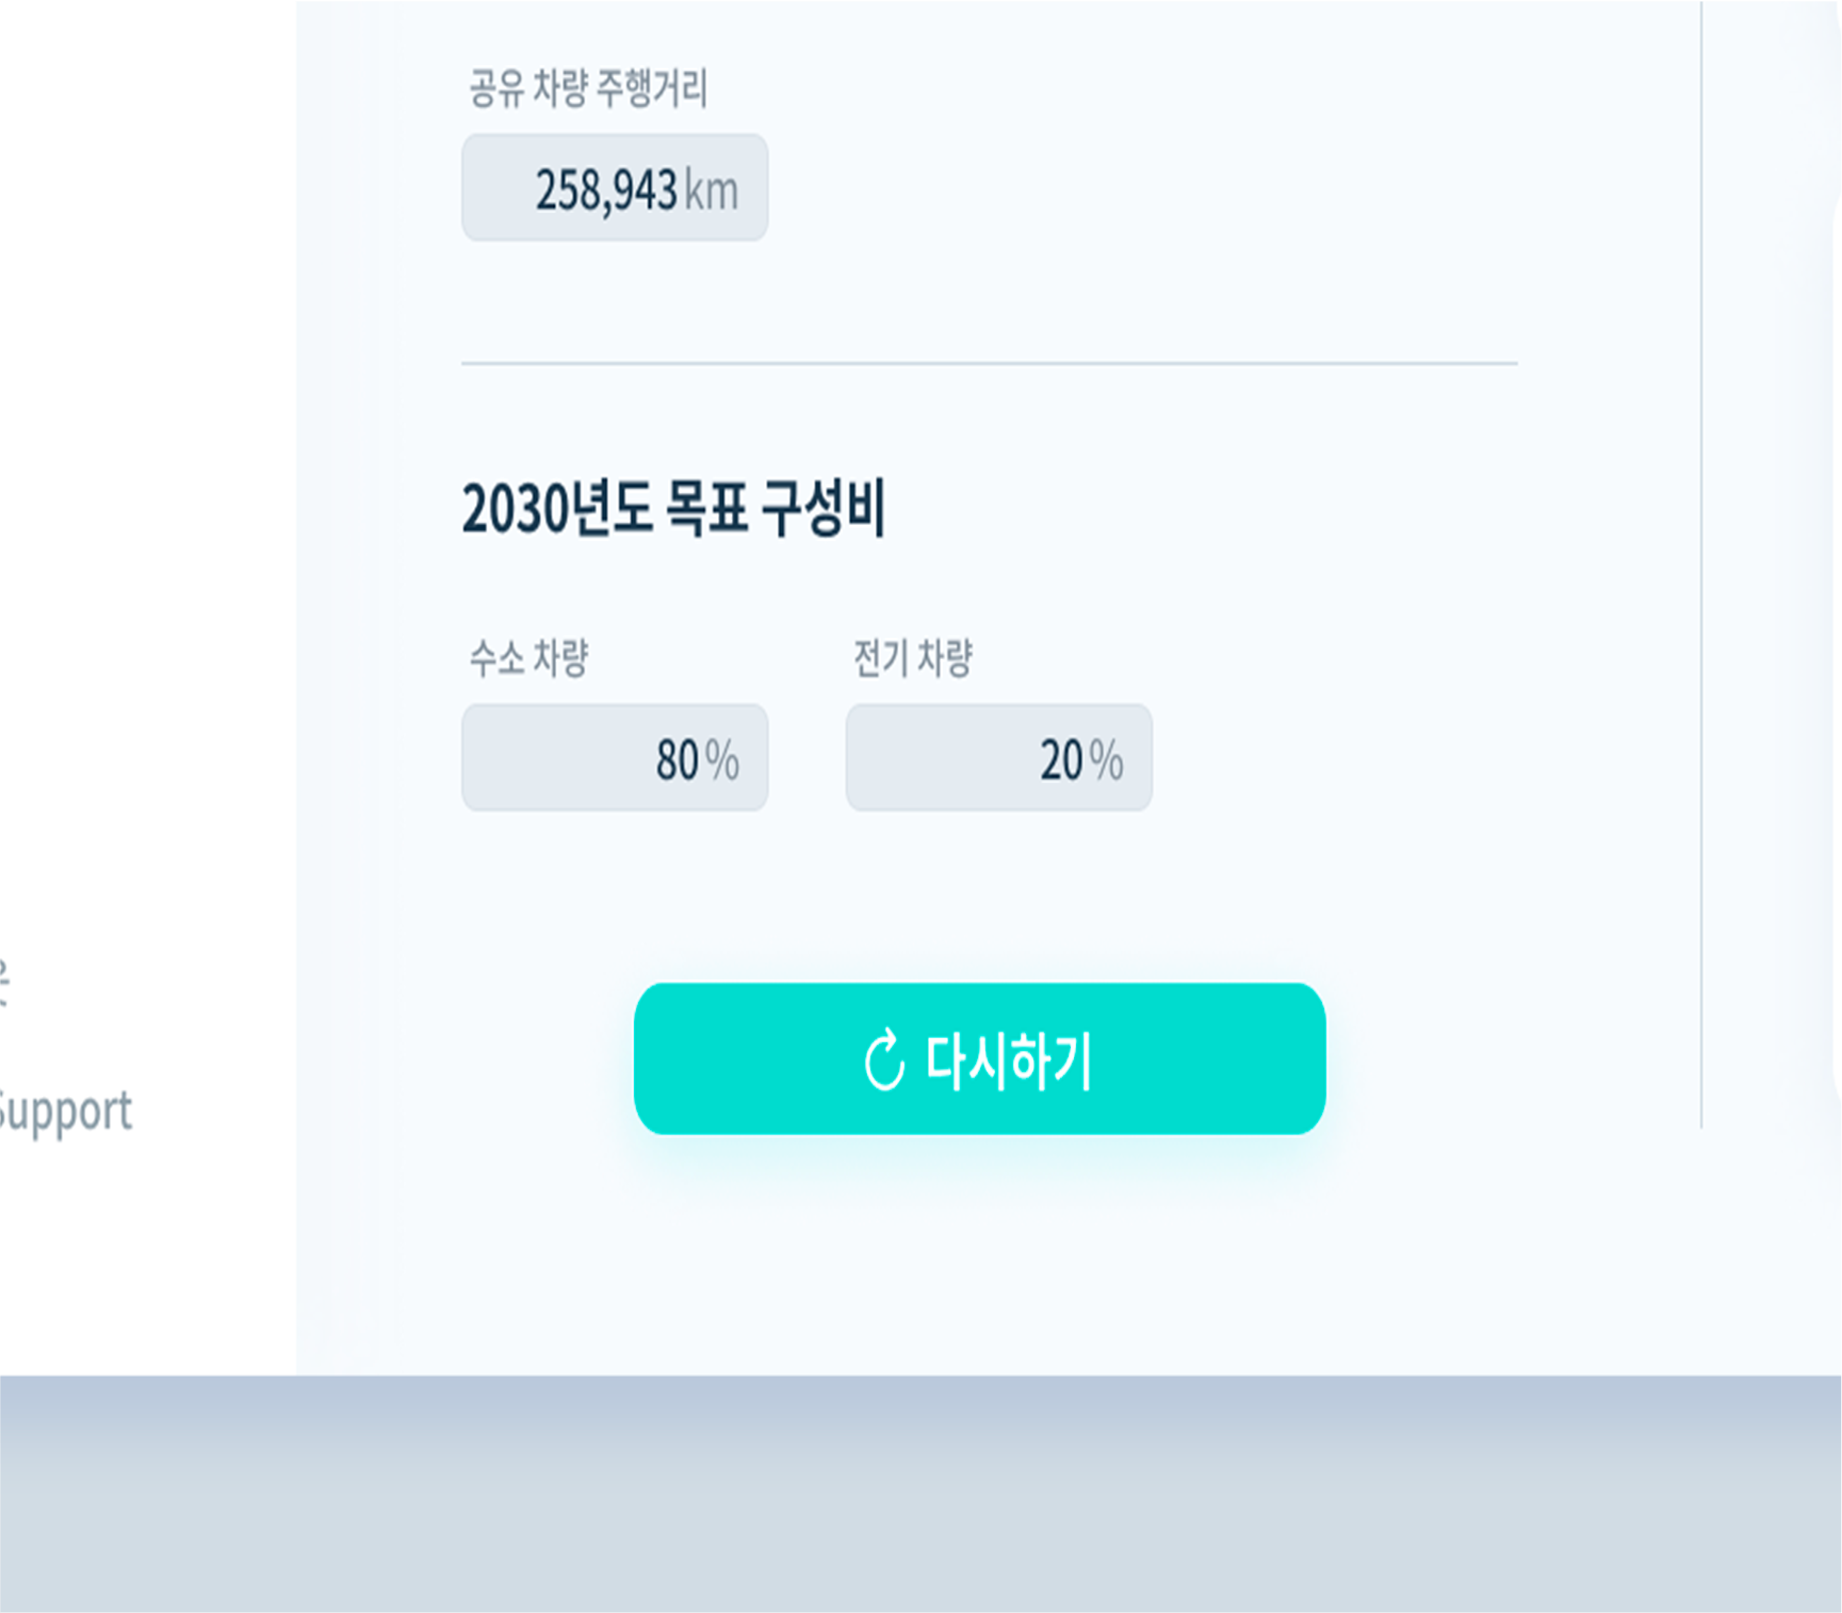 공유 차량 주행거리
258,943 km
2030년도 목표 구성비
수소 차량 전기 차량
80 % 20 %
다시하기
Support